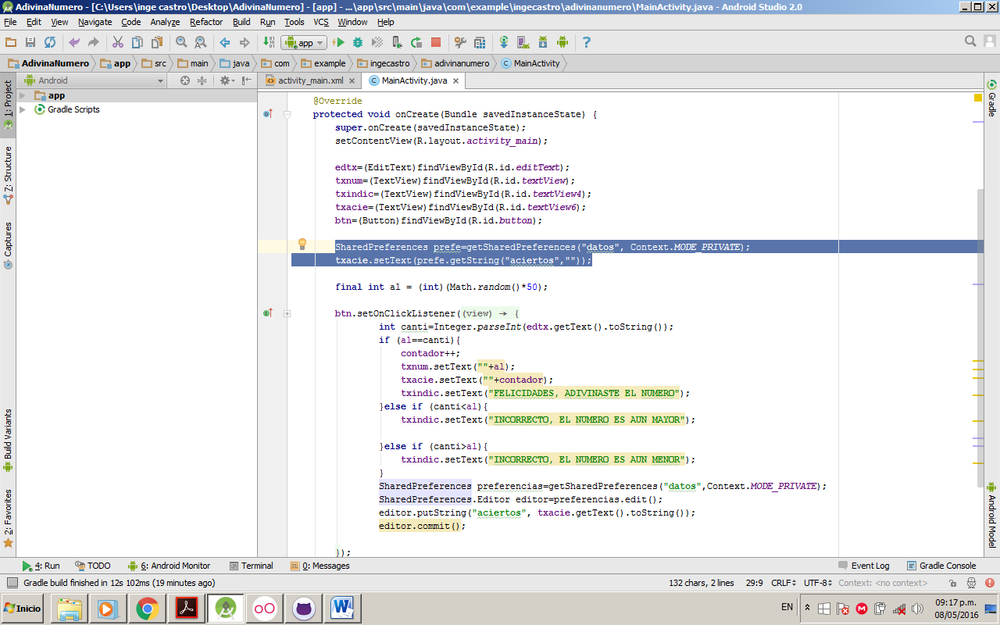 AdivinaNumero - [C:\Users\inge castro\Desktop\AdivinaNumero] - [app] - ...\app\src\main\java\com\example\ingecastro\adivinanumero\MainActivity.java - Android Studio 2.0
File Edit View Navigate Code Analyze Refactor Build Run Tools VCS Window Help
app
AdivinaNumero app src main java com example ingecastro adivinanumero MainActivity
Android
activity_main.xml MainActivity.java
app
Gradle Scripts
1: Project
7: Structure
Captures
Build Variants
2: Favorites
Gradle
Android Model
@Override
protected void onCreate(Bundle savedInstanceState) {
super.onCreate(savedInstanceState);
setContentView(R.layout.activity_main);
edtx=(EditText)findViewById(R.id.editText);
txnum=(TextView)findViewById(R.id.textView);
txindic=(TextView)findViewById(R.id.textView4);
txacie=(TextView)findViewById(R.id.textView6);
btn=(Button)findViewById(R.id.button);
SharedPreferences prefe=getSharedPreferences("datos", Context.MODE_PRIVATE);
txacie.setText(prefe.getString("aciertos",""));
final int al = (int)(Math.random()*50);
btn.setOnClickListener((view) → {
int canti=Integer.parseInt(edtx.getText().toString());
if (al==canti){
contador++;
txnum.setText(""+al);
txacie.setText(""+contador);
txindic.setText("FELICIDADES, ADIVINASTE EL NUMERO");
}else if (canti<al){
txindic.setText("INCORRECTO, EL NUMERO ES AUN MAYOR");
}else if (canti>al){
txindic.setText("INCORRECTO, EL NUMERO ES AUN MENOR");
}
SharedPreferences preferencias=getSharedPreferences("datos",Context.MODE_PRIVATE);
SharedPreferences.Editor editor=preferencias.edit();
editor.putString("aciertos", txacie.getText().toString());
editor.commit();
});
4: Run TODO 6: Android Monitor Terminal 0: Messages Event Log Gradle Console
Gradle build finished in 12s 102ms (19 minutes ago) 132 chars, 2 lines 29:9 CRLF UTF-8 Context: <no context>
Inicio EN 09:17 p.m.
08/05/2016